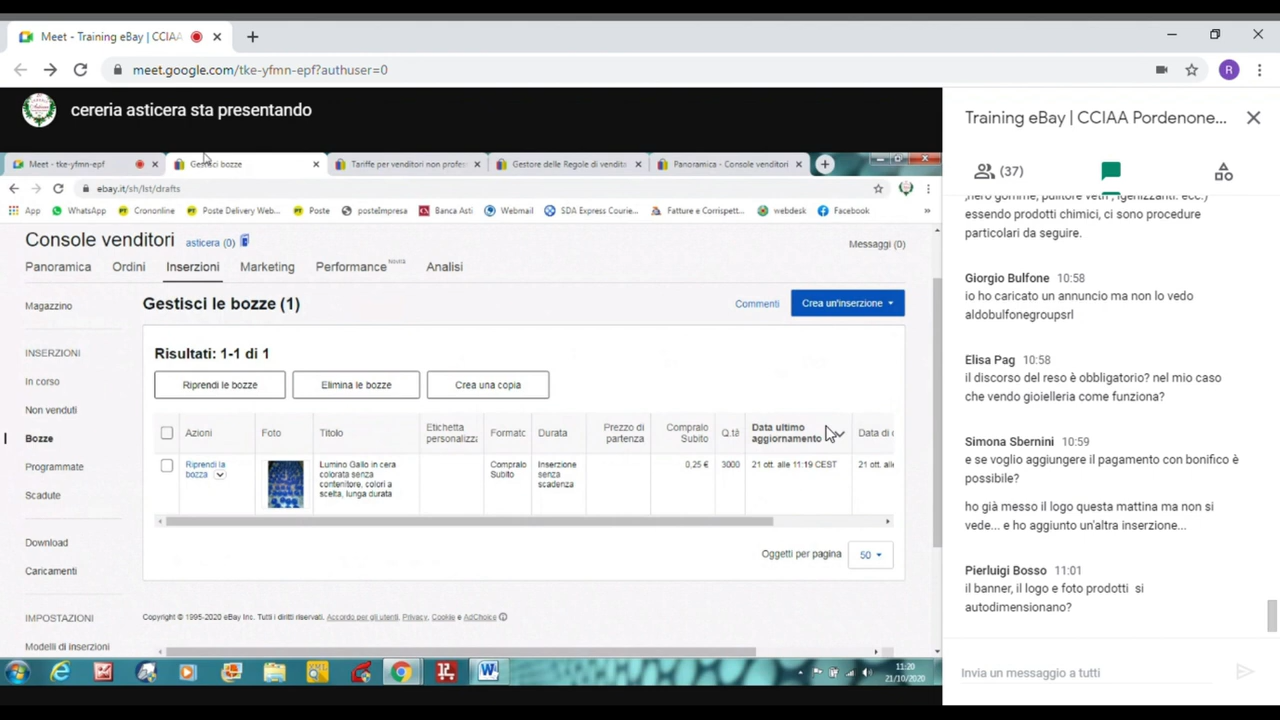 Meet - Training eBay | CCIA
meet.google.com/tke-yfmn-epf?authuser=0
R
cereria asticera sta presentando
Meet - tke-yfmn-epf
Gestisci bozze
Tariffe per venditori non profes
Gestore delle Regole di vendita
Panoramica - Console venditori
ebay.it/sh/lst/drafts
App WhatsApp Crononline Poste Delivery Web... Poste posteImpresa Banca Asti Webmail SDA Express Courie... Fatture e Corrispett... webdesk Facebook »
Console venditori asticera (0)
Messaggi (0)
Panoramica Ordini Inserzioni Marketing Performance Novità Analisi
Magazzino
INSERZIONI
In corso
Non venduti
Bozze
Programmate
Scadute
Download
Caricamenti
IMPOSTAZIONI
Modelli di inserzioni
Gestisci le bozze (1)
Commenti
Crea un'inserzione
Risultati: 1-1 di 1
Riprendi le bozze
Elimina le bozze
Crea una copia
Azioni
Foto
Titolo
Etichetta
personalizza
Formato
Durata
Prezzo di
partenza
Compralo
Subito
Q.tà
Data ultimo
aggiornamento
Data di
Riprendi la
bozza
Lumino Gallo in cera
colorata senza
contenitore, colori a
scelta, lunga durata
Compralo
Subito
Inserzione
senza
scadenza
0,25 €
3000
21 ott. alle 11:19 CEST
21 ott. all
Oggetti per pagina
50
Copyright © 1995-2020 eBay Inc. Tutti i diritti riservati. Accordo per gli utenti, Privacy, Cookie e AdChoice
11:20
21/10/2020
Training eBay | CCIAA Pordenone...
(37)
,nero gomme, pulitore vetri , igenizzanti. ecc.)
essendo prodotti chimici, ci sono procedure
particolari da seguire.
Giorgio Bulfone 10:58
io ho caricato un annuncio ma non lo vedo
aldobulfonegroupsrl
Elisa Pag 10:58
il discorso del reso è obbligatorio? nel mio caso
che vendo gioielleria come funziona?
Simona Sbernini 10:59
e se voglio aggiungere il pagamento con bonifico è
possibile?
ho già messo il logo questa mattina ma non si
vede... e ho aggiunto un'altra inserzione...
Pierluigi Bosso 11:01
il banner, il logo e foto prodotti si
autodimensionano?
Invia un messaggio a tutti